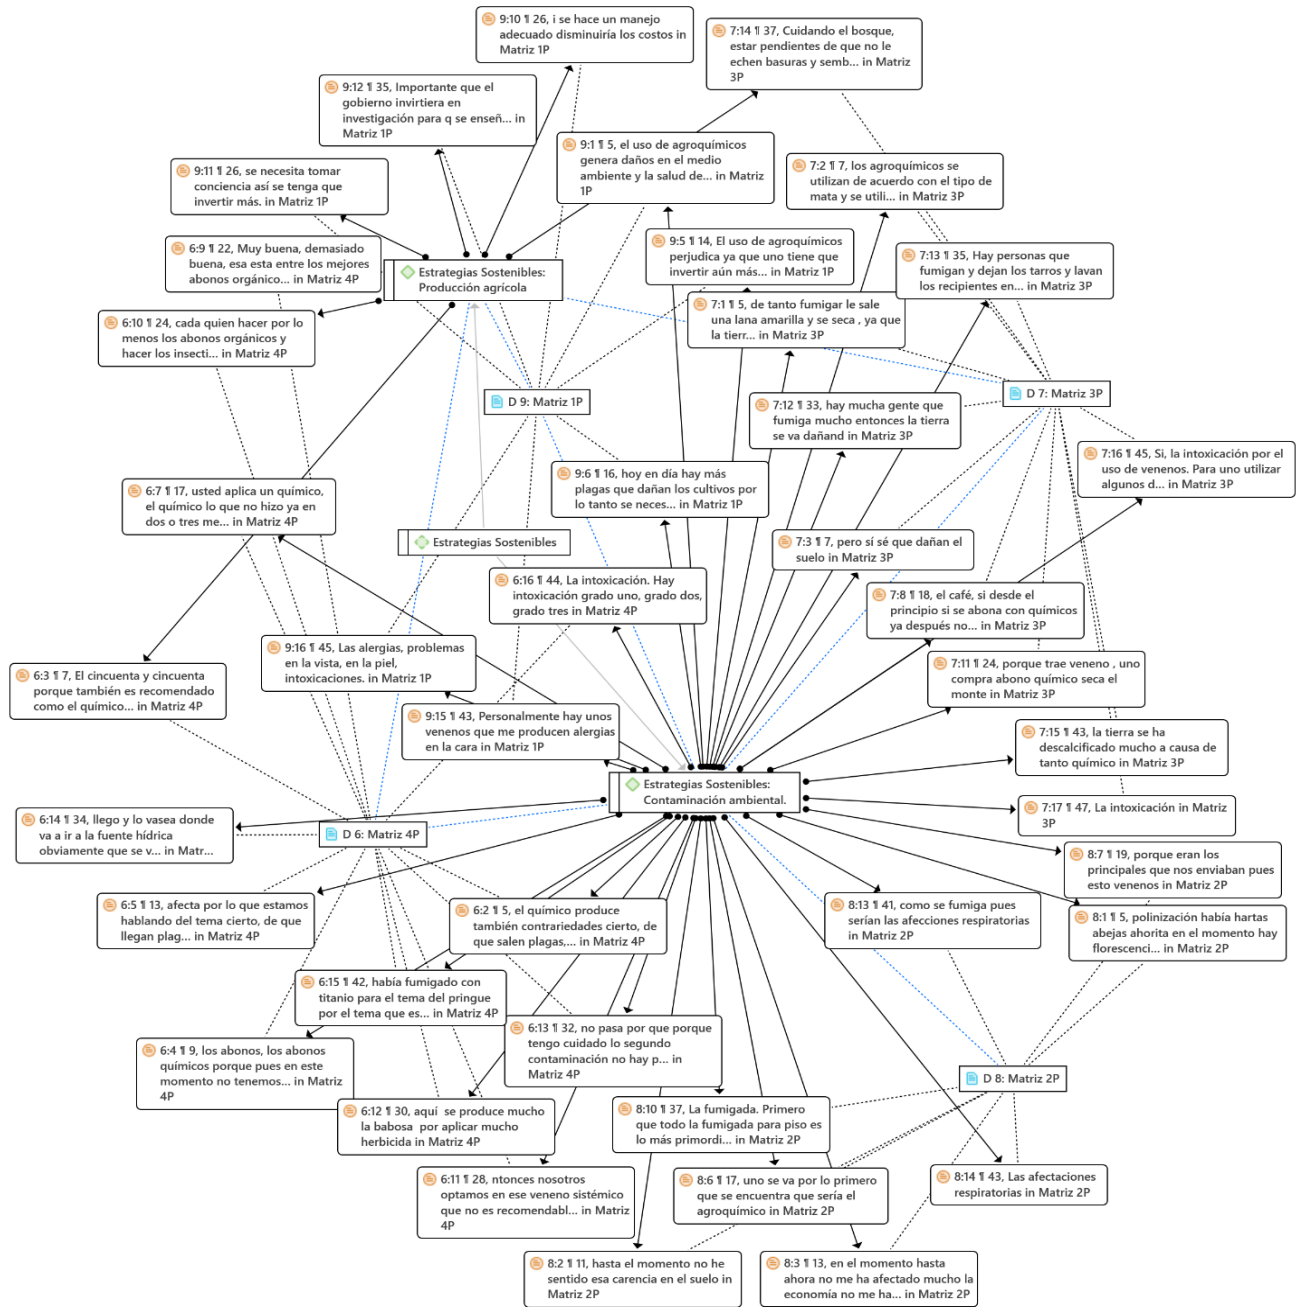 9:10 ¶ 26, i se hace un manejo
adecuado disminuiría los costos in
Matriz 1P
7:14 ¶ 37, Cuidando el bosque,
estar pendientes de que no le
echen basuras y semb... in Matriz
3P
9:12 ¶ 35, Importante que el
gobierno invirtiera en
investigación para q se enseñ... in
Matriz 1P
9:1 ¶ 5, el uso de agroquímicos
genera daños en el medio
ambiente y la salud de... in Matriz
1P
7:2 ¶ 7, los agroquímicos se
utilizan de acuerdo con el tipo de
mata y se utili... in Matriz 3P
9:11 ¶ 26, se necesita tomar
conciencia así se tenga que
invertir más. in Matriz 1P
6:9 ¶ 22, Muy buena, demasiado
buena, esa esta entre los mejores
abonos orgánico... in Matriz 4P
9:5 ¶ 14, El uso de agroquímicos
perjudica ya que uno tiene que
invertir aún más... in Matriz 1P
7:13 ¶ 35, Hay personas que
fumigan y dejan los tarros y lavan
los recipientes en... in Matriz 3P
Estrategias Sostenibles:
Producción agrícola
7:1 ¶ 5, de tanto fumigar le sale
una lana amarilla y se seca , ya que
la tierr... in Matriz 3P
6:10 ¶ 24, cada quien hacer por lo
menos los abonos orgánicos y
hacer los insecti... in Matriz 4P
D 9: Matriz 1P
D 7: Matriz 3P
7:12 ¶ 33, hay mucha gente que
fumiga mucho entonces la tierra
se va dañand in Matriz 3P
7:16 ¶ 45, Si, la intoxicación por el
uso de venenos. Para uno utilizar
algunos d... in Matriz 3P
9:6 ¶ 16, hoy en día hay más
plagas que dañan los cultivos por
lo tanto se neces... in Matriz 1P
6:7 ¶ 17, usted aplica un químico,
el químico lo que no hizo ya en
dos o tres me... in Matriz 4P
Estrategias Sostenibles
7:3 ¶ 7, pero sí sé que dañan el
suelo in Matriz 3P
6:16 ¶ 44, La intoxicación. Hay
intoxicación grado uno, grado dos,
grado tres in Matriz 4P
7:8 ¶ 18, el café, si desde el
principio si se abona con químicos
ya después no... in Matriz 3P
9:16 ¶ 45, Las alergias, problemas
en la vista, en la piel,
intoxicaciones. in Matriz 1P
7:11 ¶ 24, porque trae veneno , uno
compra abono químico seca el
monte in Matriz 3P
6:3 ¶ 7, El cincuenta y cincuenta
porque también es recomendado
como el químico... in Matriz 4P
9:15 ¶ 43, Personalmente hay unos
venenos que me producen alergias
en la cara in Matriz 1P
7:15 ¶ 43, la tierra se ha
descalcificado mucho a causa de
tanto químico in Matriz 3P
Estrategias Sostenibles:
Contaminación ambiental.
7:17 ¶ 47, La intoxicación in Matriz
3P
6:14 ¶ 34, llego y lo vasea donde
va a ir a la fuente hídrica
obviamente que se v... in Matr...
D 6: Matriz 4P
8:7 ¶ 19, porque eran los
principales que nos enviaban pues
esto venenos in Matriz 2P
6:5 ¶ 13, afecta por lo que estamos
hablando del tema cierto, de que
llegan plag... in Matriz 4P
6:2 ¶ 5, el químico produce
también contrariedades cierto, de
que salen plagas,... in Matriz 4P
8:13 ¶ 41, como se fumiga pues
serían las afecciones respiratorias
in Matriz 2P
8:1 ¶ 5, polinización había hartas
abejas ahorita en el momento hay
florescenci... in Matriz 2P
6:15 ¶ 42, había fumigado con
titanio para el tema del pringue
por el tema que es... in Matriz 4P
6:13 ¶ 32, no pasa por que porque
tengo cuidado lo segundo
contaminación no hay p... in
Matriz 4P
6:4 ¶ 9, los abonos, los abonos
químicos porque pues en este
momento no tenemos... in Matriz
4P
D 8: Matriz 2P
6:12 ¶ 30, aquí  se produce mucho
la babosa  por aplicar mucho
herbicida in Matriz 4P
8:10 ¶ 37, La fumigada. Primero
que todo la fumigada para piso es
lo más primordi... in Matriz 2P
6:11 ¶ 28, ntonces nosotros
optamos en ese veneno sistémico
que no es recomendabl... in Matriz
4P
8:6 ¶ 17, uno se va por lo primero
que se encuentra que sería el
agroquímico in Matriz 2P
8:14 ¶ 43, Las afectaciones
respiratorias in Matriz 2P
8:2 ¶ 11, hasta el momento no he
sentido esa carencia en el suelo in
Matriz 2P
8:3 ¶ 13, en el momento hasta
ahora no me ha afectado mucho la
economía no me ha... in Matriz 2P